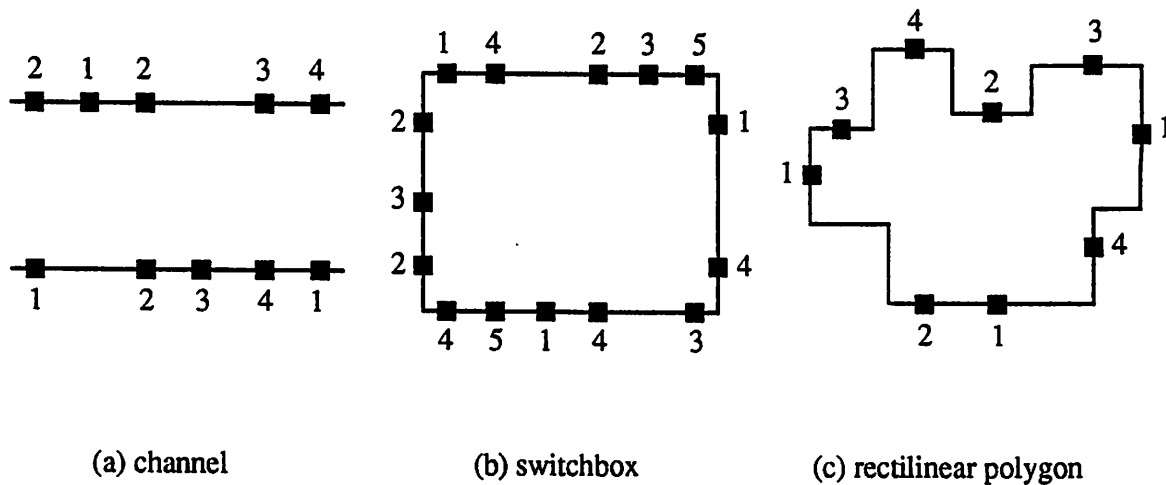 2 1 2 3 4
1 2 3 4 1
(a) channel
1 4 2 3 5
2 1
3
2 4
4 5 1 4 3
(b) switchbox
4 3
3 2
1 1
4
2 1
(c) rectilinear polygon